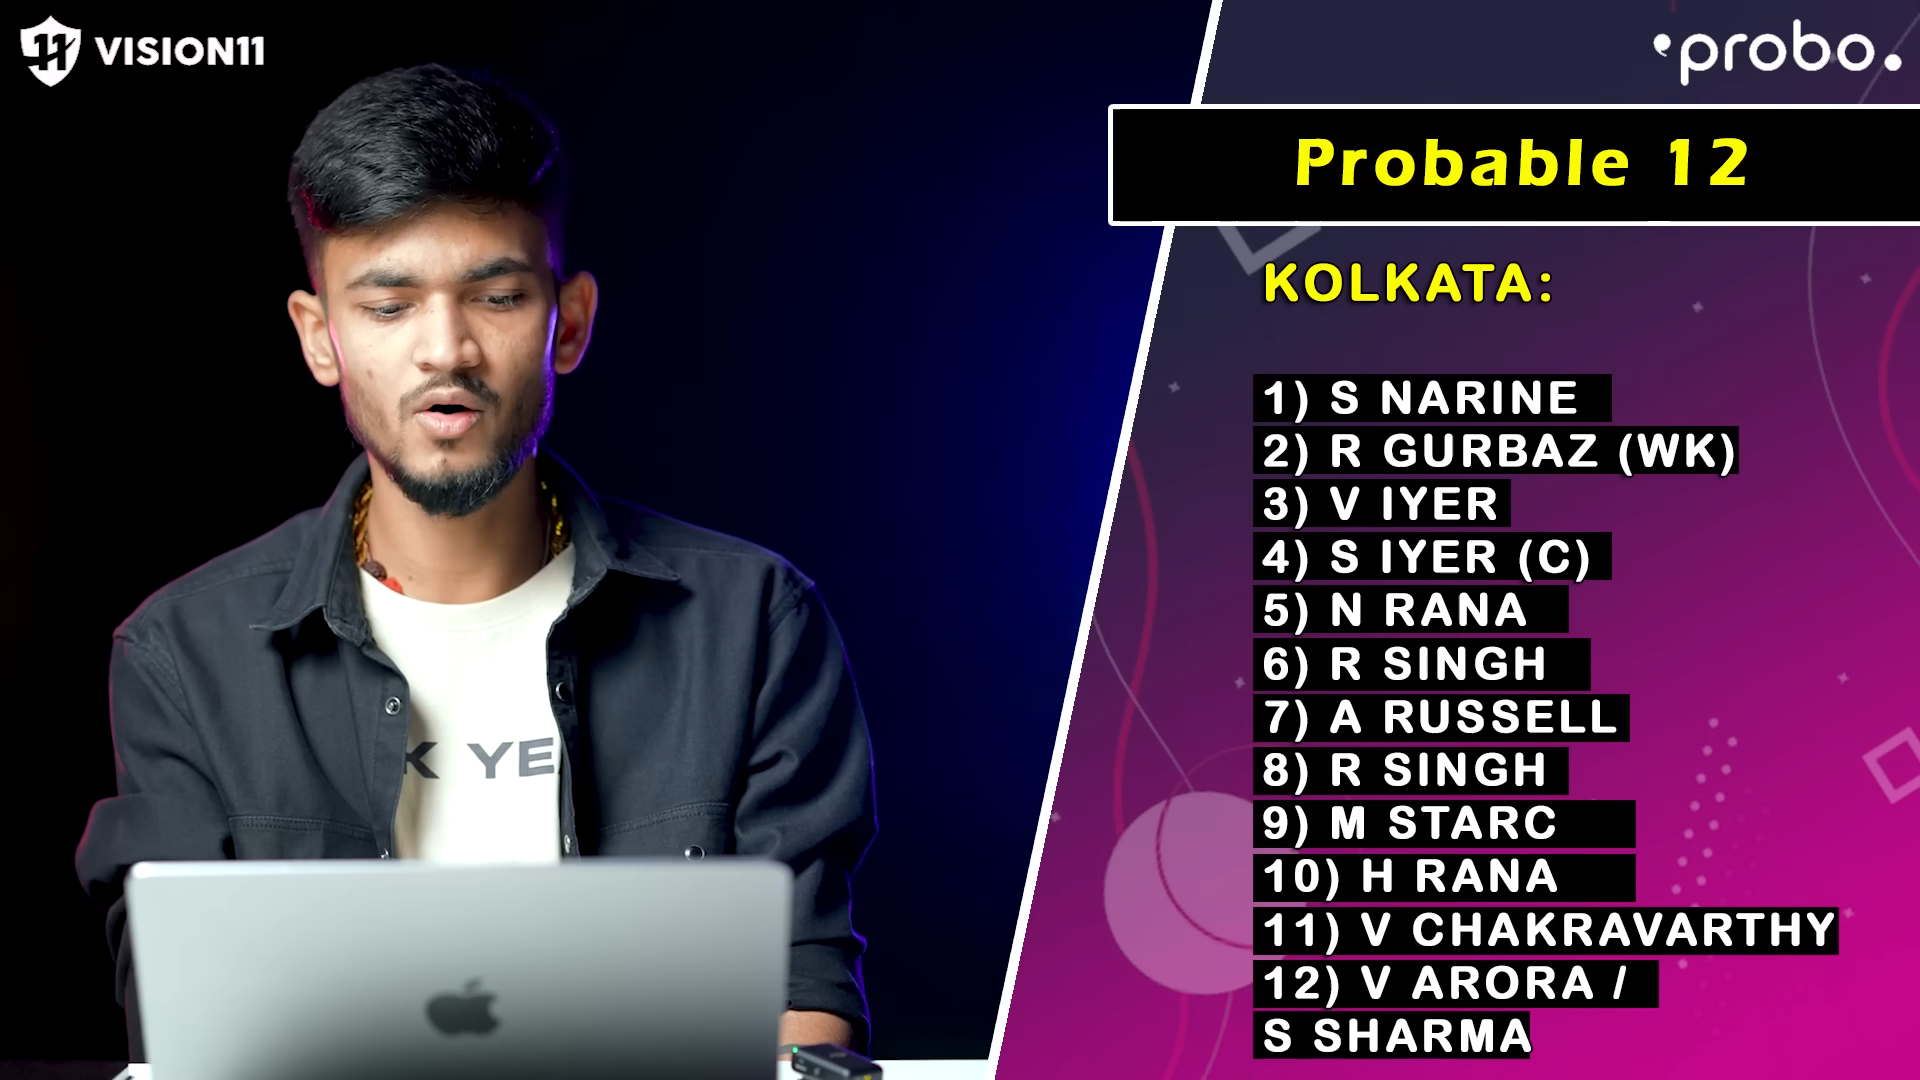 VISION11
probo.
Probable 12
KOLKATA:
1) S NARINE
2) R GURBAZ (WK)
3) V IYER
4) S IYER (C)
5) N RANA
6) R SINGH
7) A RUSSELL
8) R SINGH
9) M STARC
10) H RANA
11) V CHAKRAVARTHY
12) V ARORA /
S SHARMA
K YE